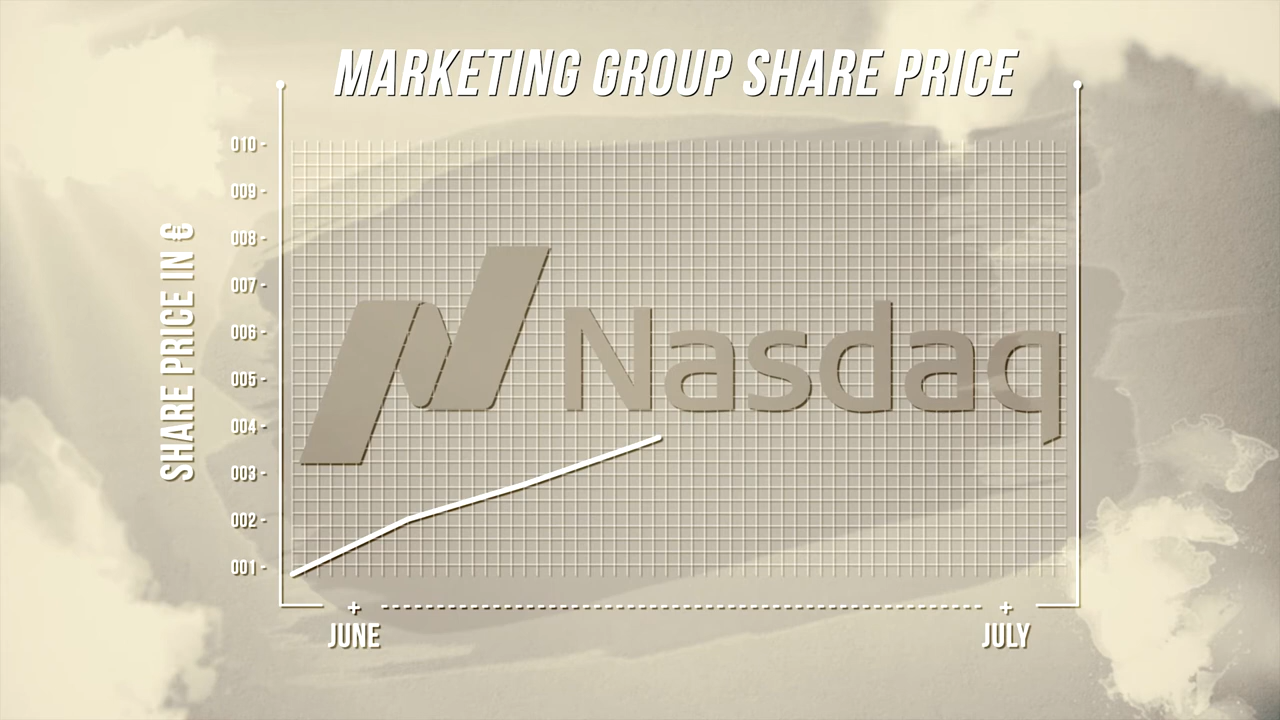 MARKETING GROUP SHARE PRICE
SHARE PRICE IN €
010 -
009 -
008 -
007 -
006 -
005 -
004 -
003 -
002 -
001 -
Nasdaq
JUNE
JULY